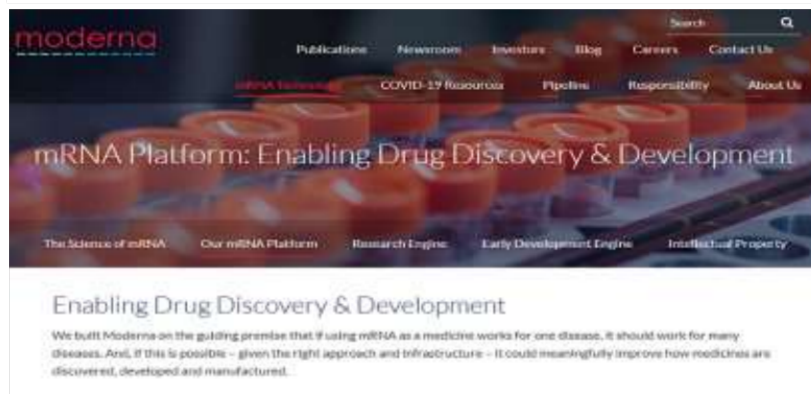 Search
moderna
Publications Newsroom Investors Blog Careers Contact Us
mRNA Technology COVID-19 Resources Pipeline Responsibility About Us
mRNA Platform: Enabling Drug Discovery & Development
The Science of mRNA Our mRNA Platform Research Engine Early Development Engine Intellectual Property
Enabling Drug Discovery & Development
We built Moderna on the guiding premise that if using mRNA as a medicine works for one disease, it should work for many
diseases. And, if this is possible – given the right approach and infrastructure – it could meaningfully improve how medicines are
discovered, developed and manufactured.